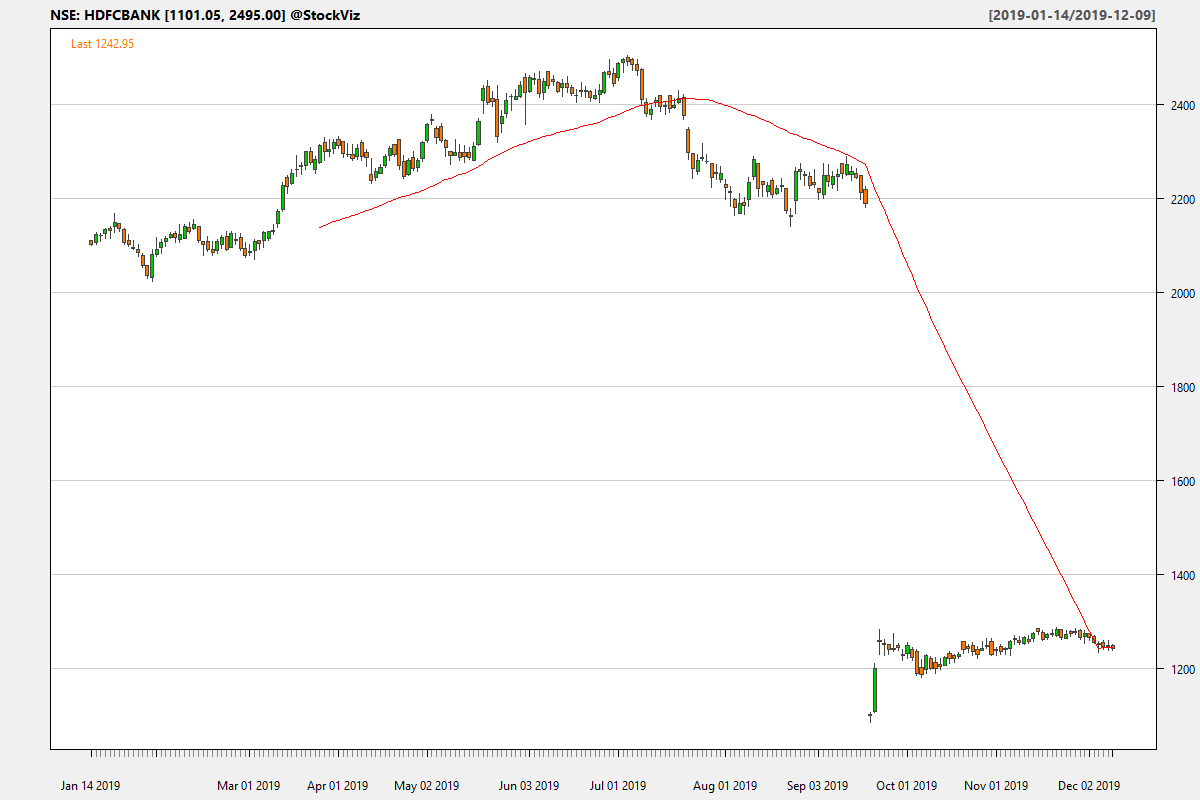 NSE: HDFCBANK [1101.05, 2495.00] @StockViz [2019-01-14/2019-12-09]
Last 1242.95
2400
2200
2000
1800
1600
1400
1200
Jan 14 2019 Mar 01 2019 Apr 01 2019 May 02 2019 Jun 03 2019 Jul 01 2019 Aug 01 2019 Sep 03 2019 Oct 01 2019 Nov 01 2019 Dec 02 2019